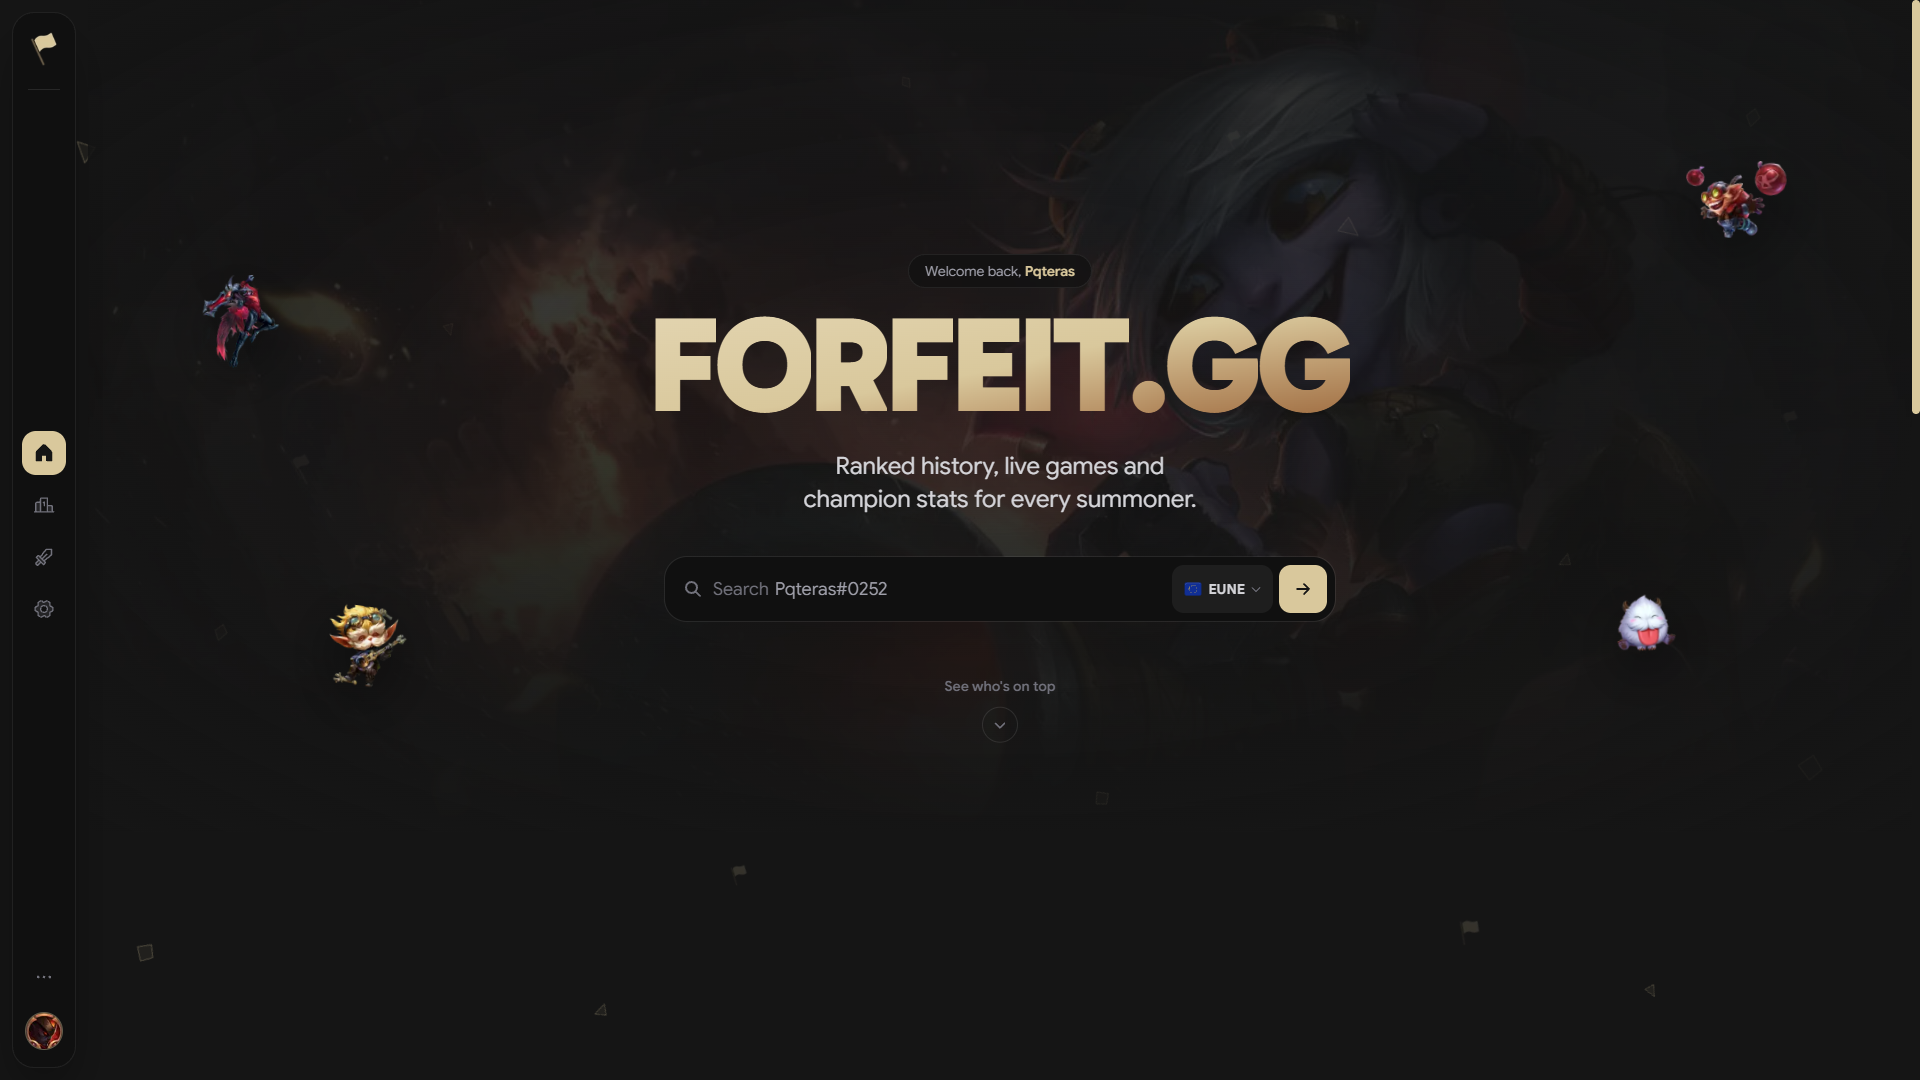 Welcome back, Pqteras
FORFEIT.GG
Ranked history, live games and
champion stats for every summoner.
Search Pqteras#0252
EUNE
See who's on top